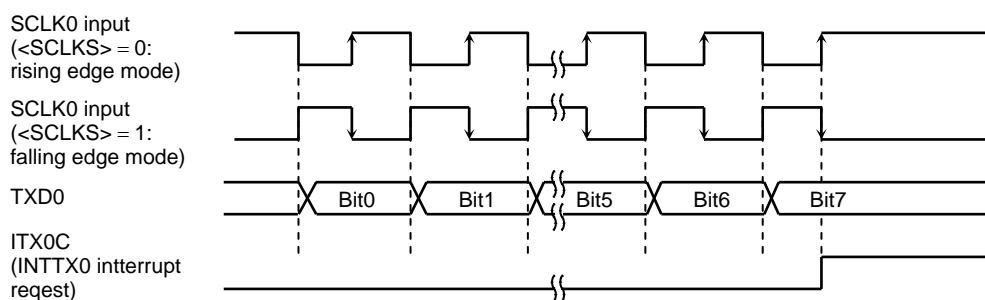 SCLK0 input
(<SCLKS> = 0:
rising edge mode)
SCLK0 input
(<SCLKS> = 1:
falling edge mode)
TXD0
Bit0 Bit1 Bit5 Bit6 Bit7
ITX0C
(INTTX0 intterrupt
reqest)